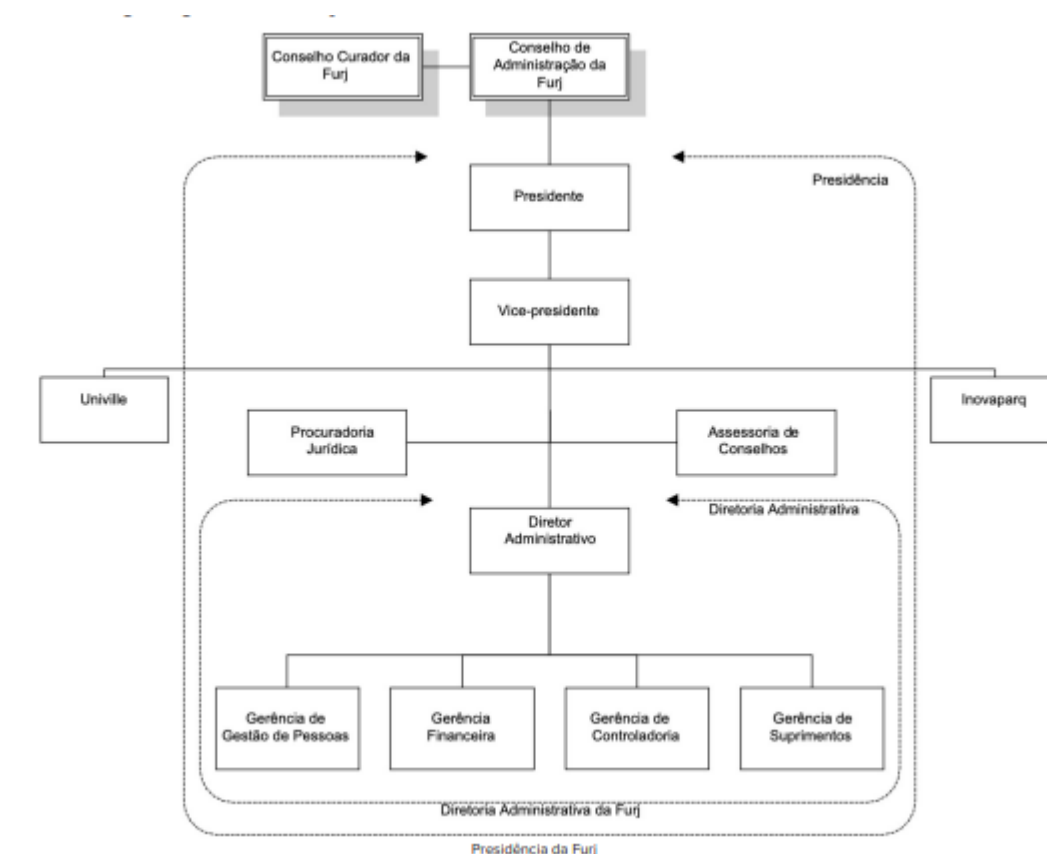 Conselho Curador da
Furj
Conselho de
Administração da
Furj
Presidência
Presidente
Vice-presidente
Univille
Inovaparq
Procuradoria
Jurídica
Assessoria de
Conselhos
Diretoria Administrativa
Diretor
Administrativo
Gerência de
Gestão de Pessoas
Gerência
Financeira
Gerência de
Controladoria
Gerência de
Suprimentos
Diretoria Administrativa da Furj
Presidência da Furj